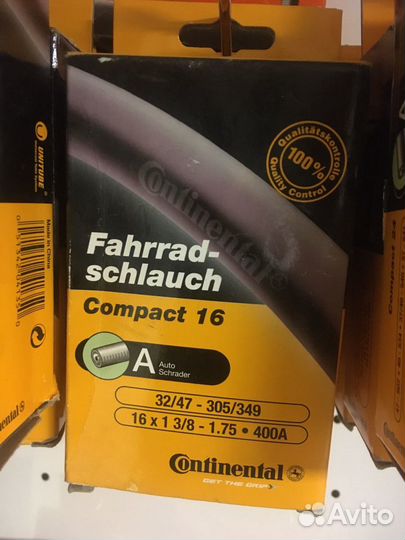 Qualitätskontrolle
100%
Quality Control
Continental
Fahrrad-
schlauch
Compact 16
A Auto
Schrader
32/47 - 305/349
16 x 1 3/8 - 1.75 • 400A
Continental
GET THE GRIP
UNITUBE
Made in China
Avito